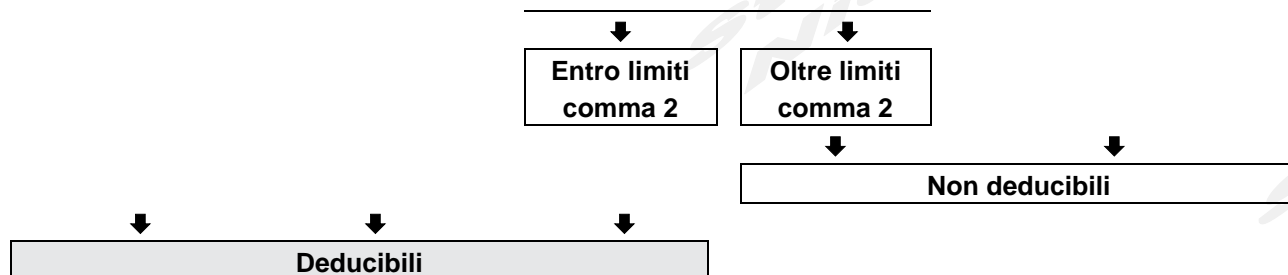 Entro limiti
comma 2
Oltre limiti
comma 2
Non deducibili
Deducibili